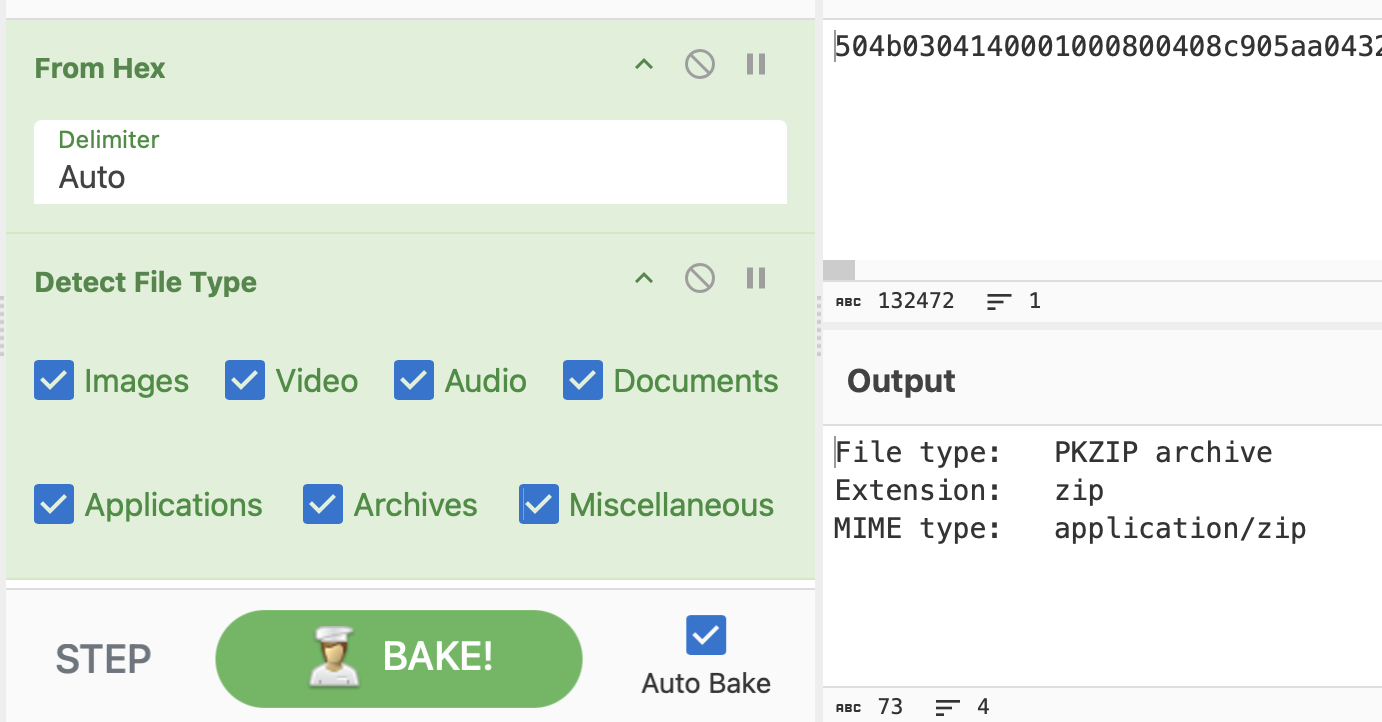 From Hex
Delimiter
Auto
Detect File Type
Images Video Audio Documents
Applications Archives Miscellaneous
STEP BAKE! Auto Bake
504b0304140001000800408c905aa0432
ABC 132472 1
Output
File type: PKZIP archive
Extension: zip
MIME type: application/zip
ABC 73 4